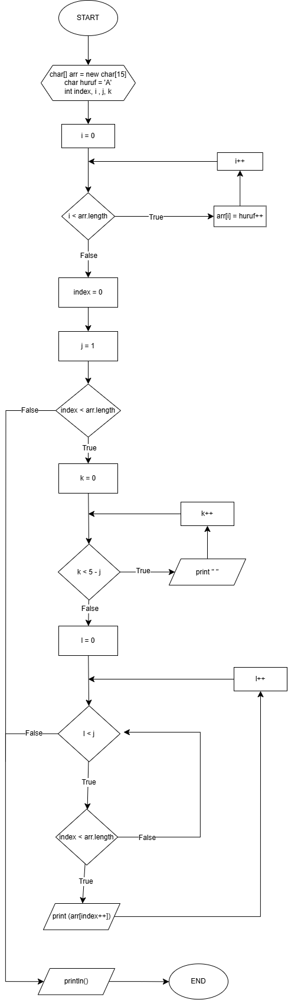 START
char[] arr = new char[15]
char huruf = 'A'
int index, i , j, k
i = 0
i++
i < arr.length
True
arr[i] = huruf++
False
index = 0
j = 1
False
index < arr.length
True
k = 0
k++
k < 5 - j
True
print " "
False
l = 0
l++
False
l < j
True
index < arr.length
False
True
print (arr[index++])
println()
END